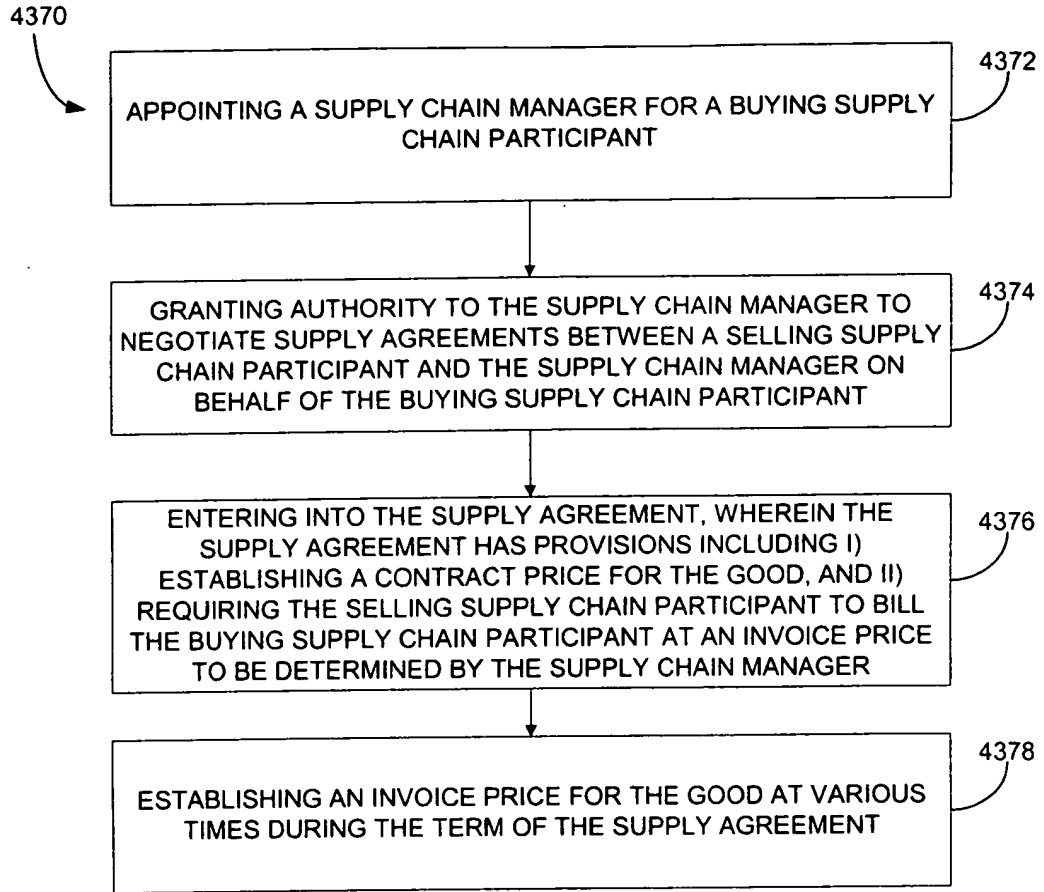 4370
4372
APPOINTING A SUPPLY CHAIN MANAGER FOR A BUYING SUPPLY
CHAIN PARTICIPANT
4374
GRANTING AUTHORITY TO THE SUPPLY CHAIN MANAGER TO
NEGOTIATE SUPPLY AGREEMENTS BETWEEN A SELLING SUPPLY
CHAIN PARTICIPANT AND THE SUPPLY CHAIN MANAGER ON
BEHALF OF THE BUYING SUPPLY CHAIN PARTICIPANT
4376
ENTERING INTO THE SUPPLY AGREEMENT, WHEREIN THE
SUPPLY AGREEMENT HAS PROVISIONS INCLUDING I)
ESTABLISHING A CONTRACT PRICE FOR THE GOOD, AND II)
REQUIRING THE SELLING SUPPLY CHAIN PARTICIPANT TO BILL
THE BUYING SUPPLY CHAIN PARTICIPANT AT AN INVOICE PRICE
TO BE DETERMINED BY THE SUPPLY CHAIN MANAGER
4378
ESTABLISHING AN INVOICE PRICE FOR THE GOOD AT VARIOUS
TIMES DURING THE TERM OF THE SUPPLY AGREEMENT